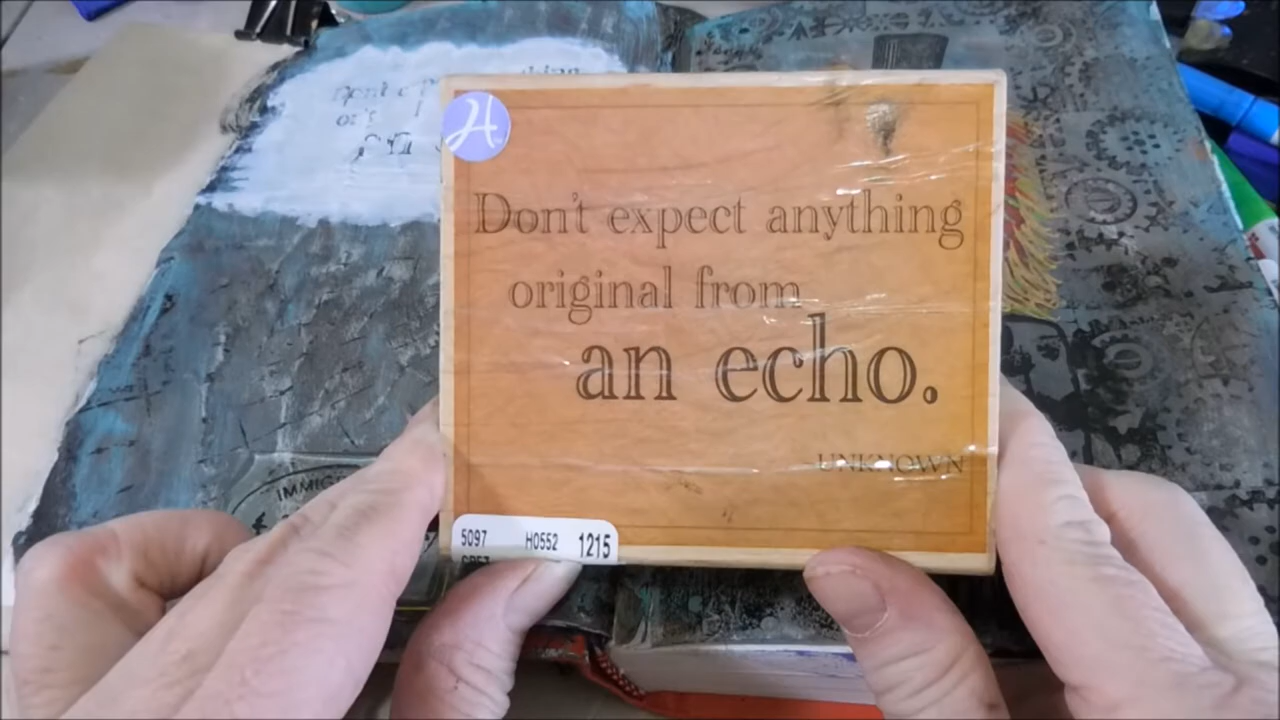 H
Don't expect anything
original from
an echo.
UNKNOWN
5097 H0552 1215